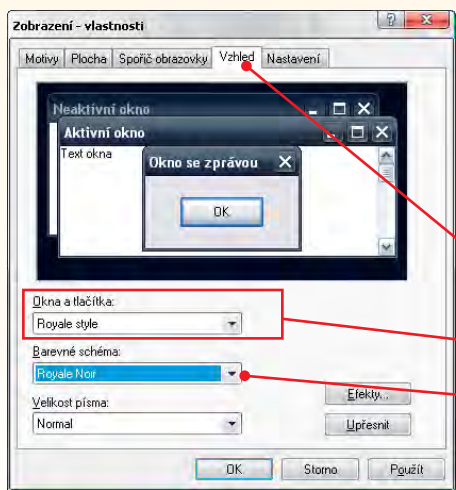 Zobrazení - vlastnosti
Motivy Plocha Spořič obrazovky Vzhled Nastavení
Neaktivní okno
Aktivní okno
Text okna
Okno se zprávou
OK
Okna a tlačítka:
Royale style
Barevné schéma:
Royale Noir
Efekty...
Velikost písma:
Normal
Upřesnit
OK Storno Použít